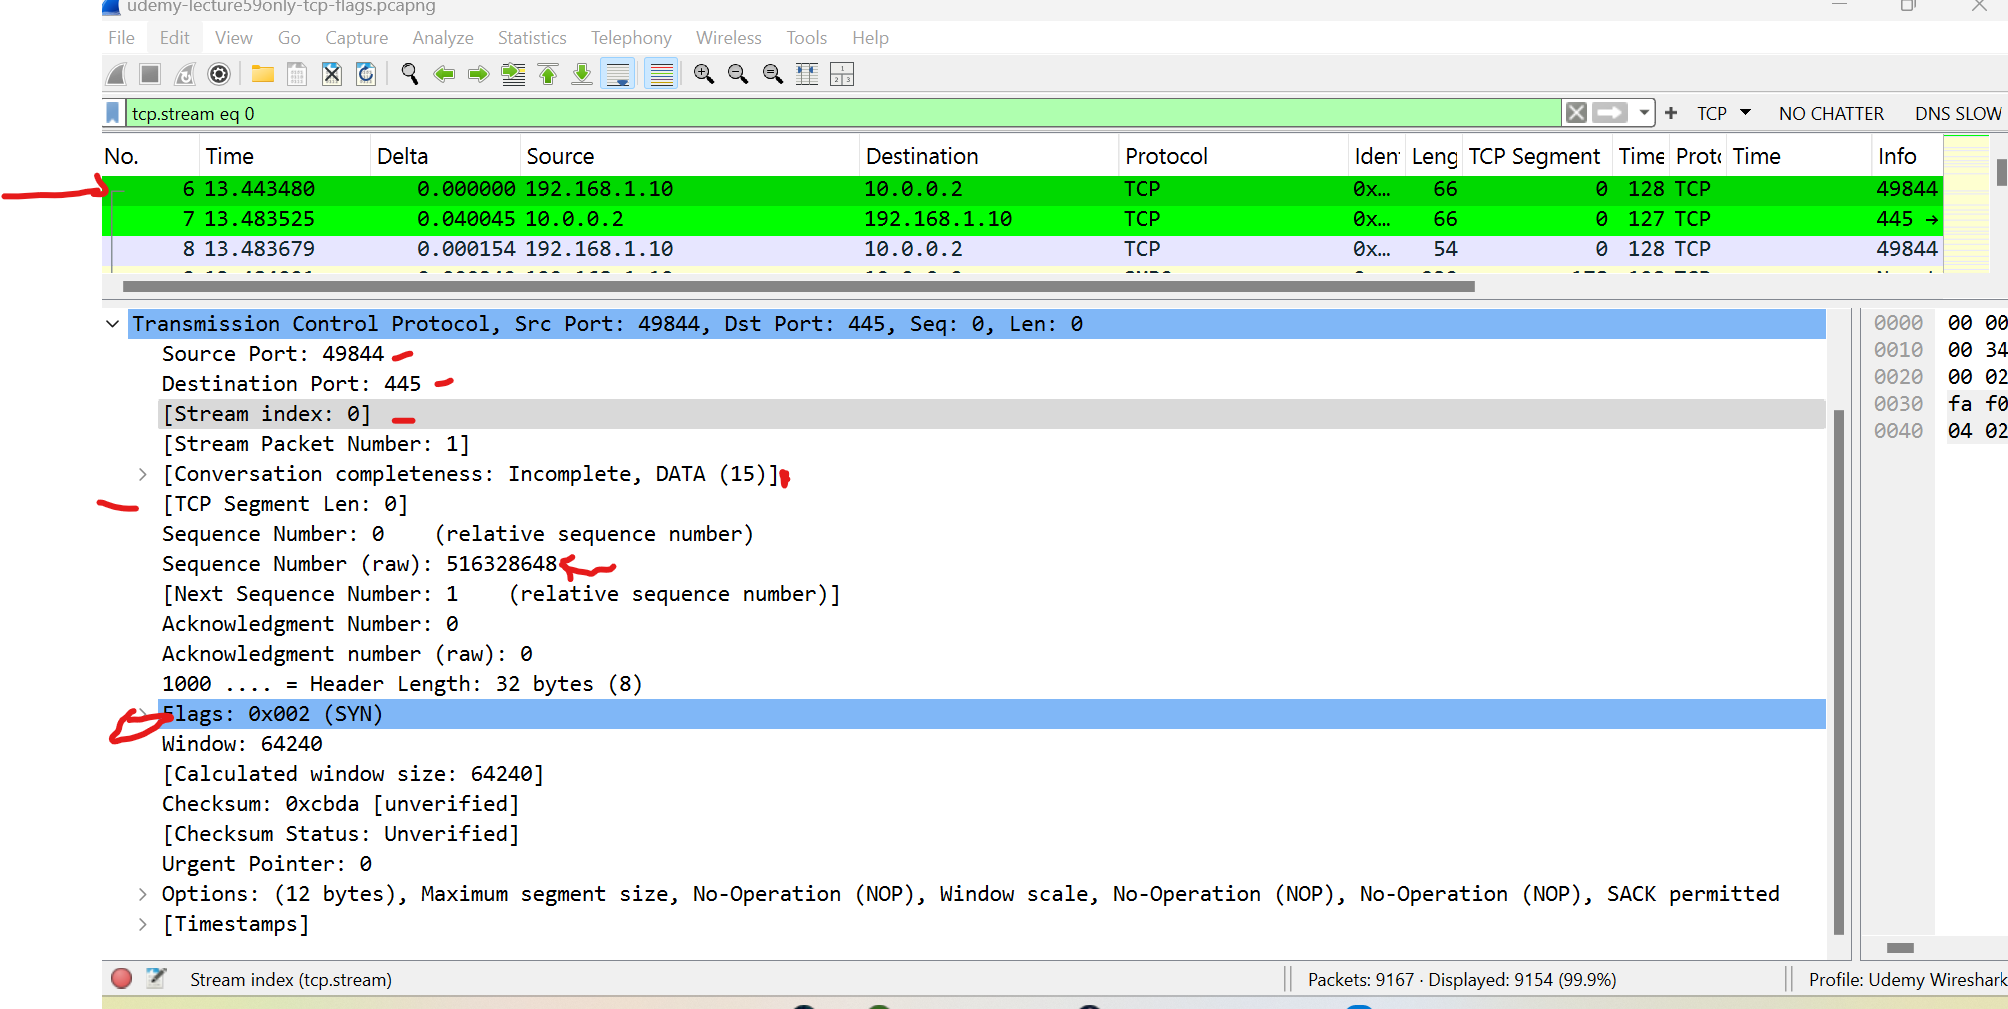 udemy-lecture59only-tcp-flags.pcapng
File Edit View Go Capture Analyze Statistics Telephony Wireless Tools Help
tcp.stream eq 0 + TCP NO CHATTER DNS SLOW
No. Time Delta Source Destination Protocol Iden Leng TCP Segment Time Proto Time Info
6 13.443480 0.000000 192.168.1.10 10.0.0.2 TCP 0x… 66 0 128 TCP 49844
7 13.483525 0.040045 10.0.0.2 192.168.1.10 TCP 0x… 66 0 127 TCP 445 →
8 13.483679 0.000154 192.168.1.10 10.0.0.2 TCP 0x… 54 0 128 TCP 49844
Transmission Control Protocol, Src Port: 49844, Dst Port: 445, Seq: 0, Len: 0
Source Port: 49844
Destination Port: 445
[Stream index: 0]
[Stream Packet Number: 1]
[Conversation completeness: Incomplete, DATA (15)]
[TCP Segment Len: 0]
Sequence Number: 0    (relative sequence number)
Sequence Number (raw): 516328648
[Next Sequence Number: 1    (relative sequence number)]
Acknowledgment Number: 0
Acknowledgment number (raw): 0
1000 .... = Header Length: 32 bytes (8)
Flags: 0x002 (SYN)
Window: 64240
[Calculated window size: 64240]
Checksum: 0xcbda [unverified]
[Checksum Status: Unverified]
Urgent Pointer: 0
Options: (12 bytes), Maximum segment size, No-Operation (NOP), Window scale, No-Operation (NOP), No-Operation (NOP), SACK permitted
[Timestamps]
0000 00 00
0010 00 34
0020 00 02
0030 fa f0
0040 04 02
Stream index (tcp.stream) Packets: 9167 · Displayed: 9154 (99.9%) Profile: Udemy Wireshark